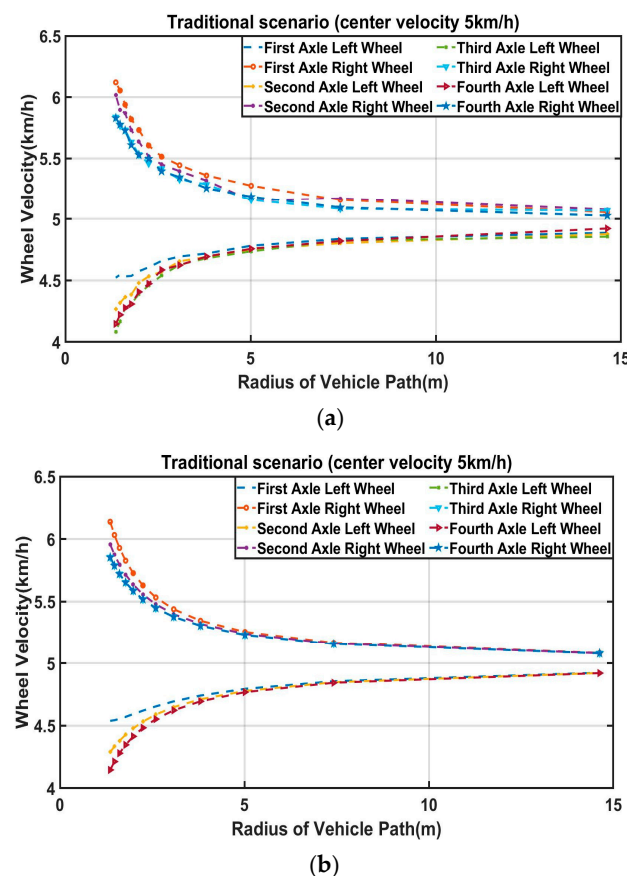 (a)
Traditional scenario (center velocity 5km/h)
First Axle Left Wheel
First Axle Right Wheel
Second Axle Left Wheel
Second Axle Right Wheel
Third Axle Left Wheel
Third Axle Right Wheel
Fourth Axle Left Wheel
Fourth Axle Right Wheel
Wheel Velocity(km/h)
6.5
6
5.5
5
4.5
4
0
5
10
15
Radius of Vehicle Path(m)
(a)
Traditional scenario (center velocity 5km/h)
First Axle Left Wheel
First Axle Right Wheel
Second Axle Left Wheel
Second Axle Right Wheel
Third Axle Left Wheel
Third Axle Right Wheel
Fourth Axle Left Wheel
Fourth Axle Right Wheel
Wheel Velocity(km/h)
6.5
6
5.5
5
4.5
4
0
5
10
15
Radius of Vehicle Path(m)
(b)